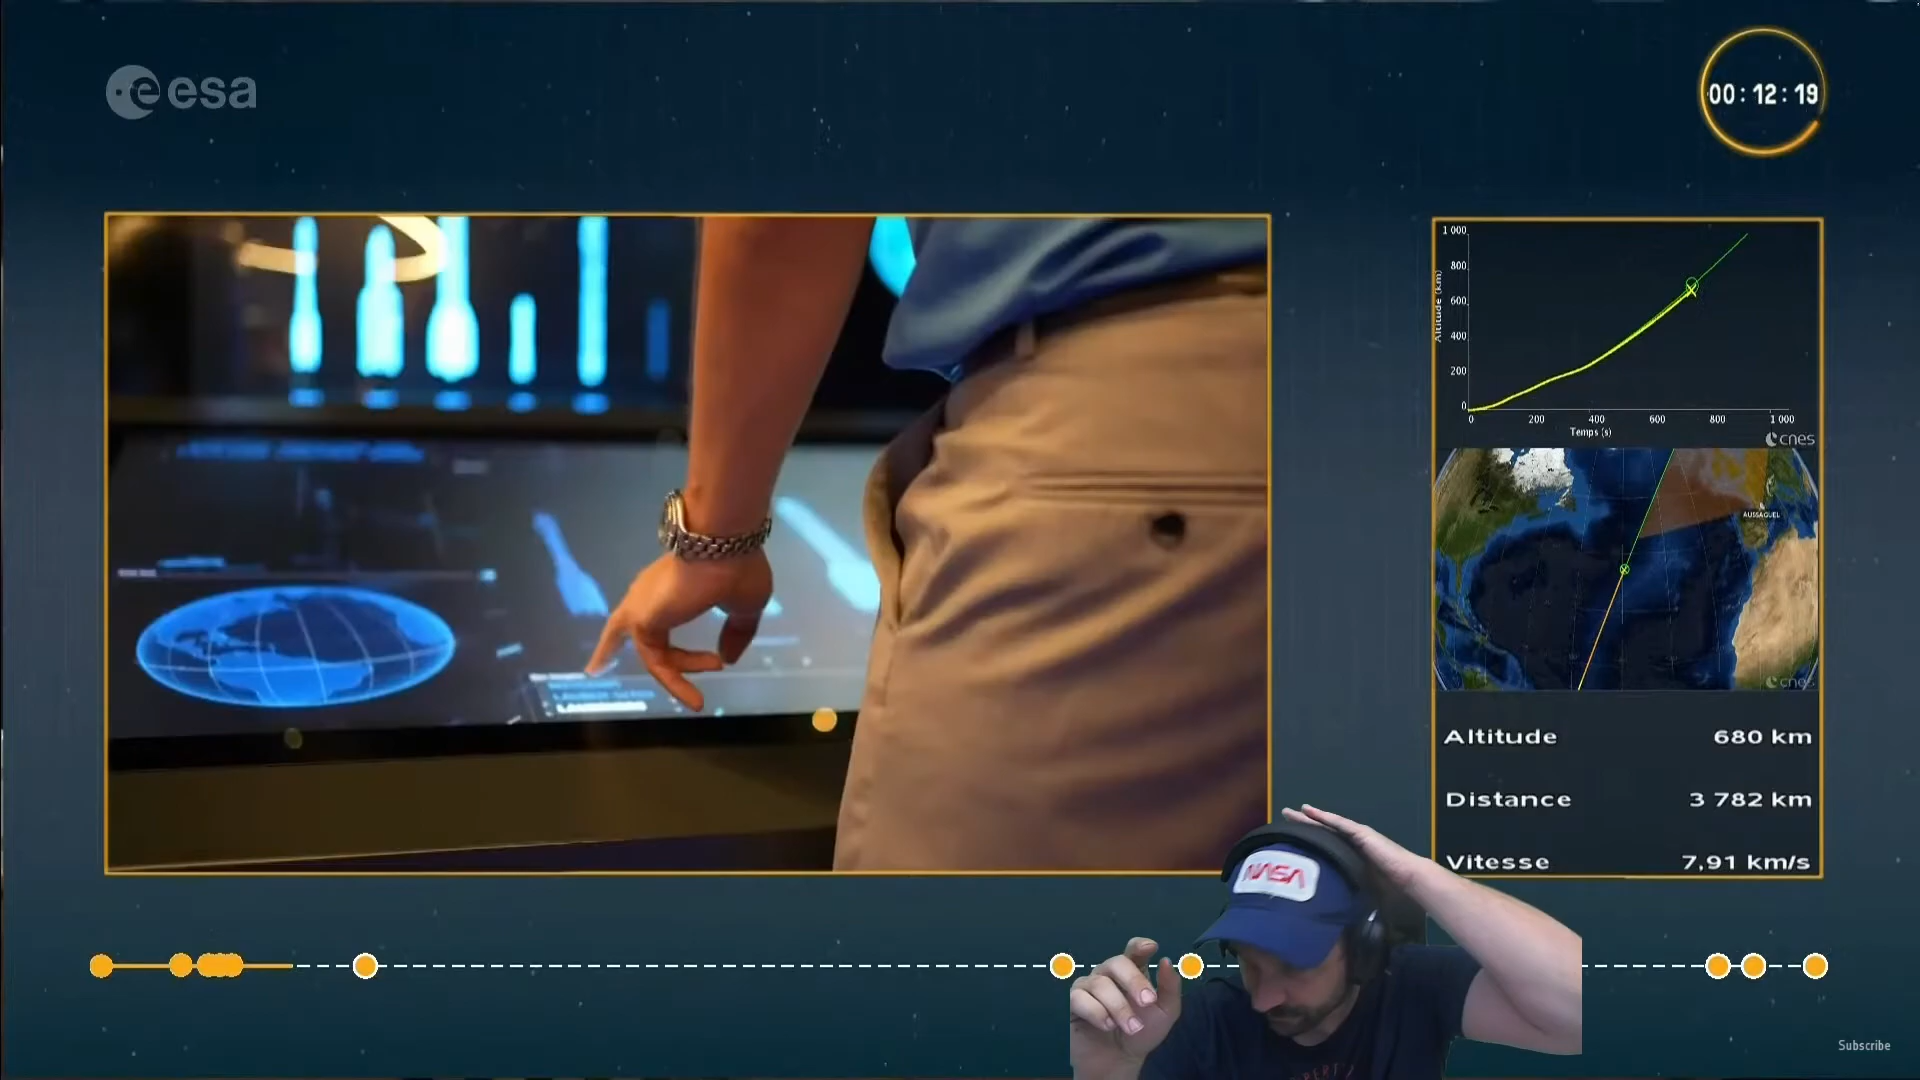 esa
00:12:19
1 000
800
600
400
200
0
Altitude (km)
0 200 400 600 800 1 000
Temps (s)
cnes
AUSSAGUEL
cnes
Altitude 680 km
Distance 3 782 km
Vitesse 7,91 km/s
NASA
Subscribe